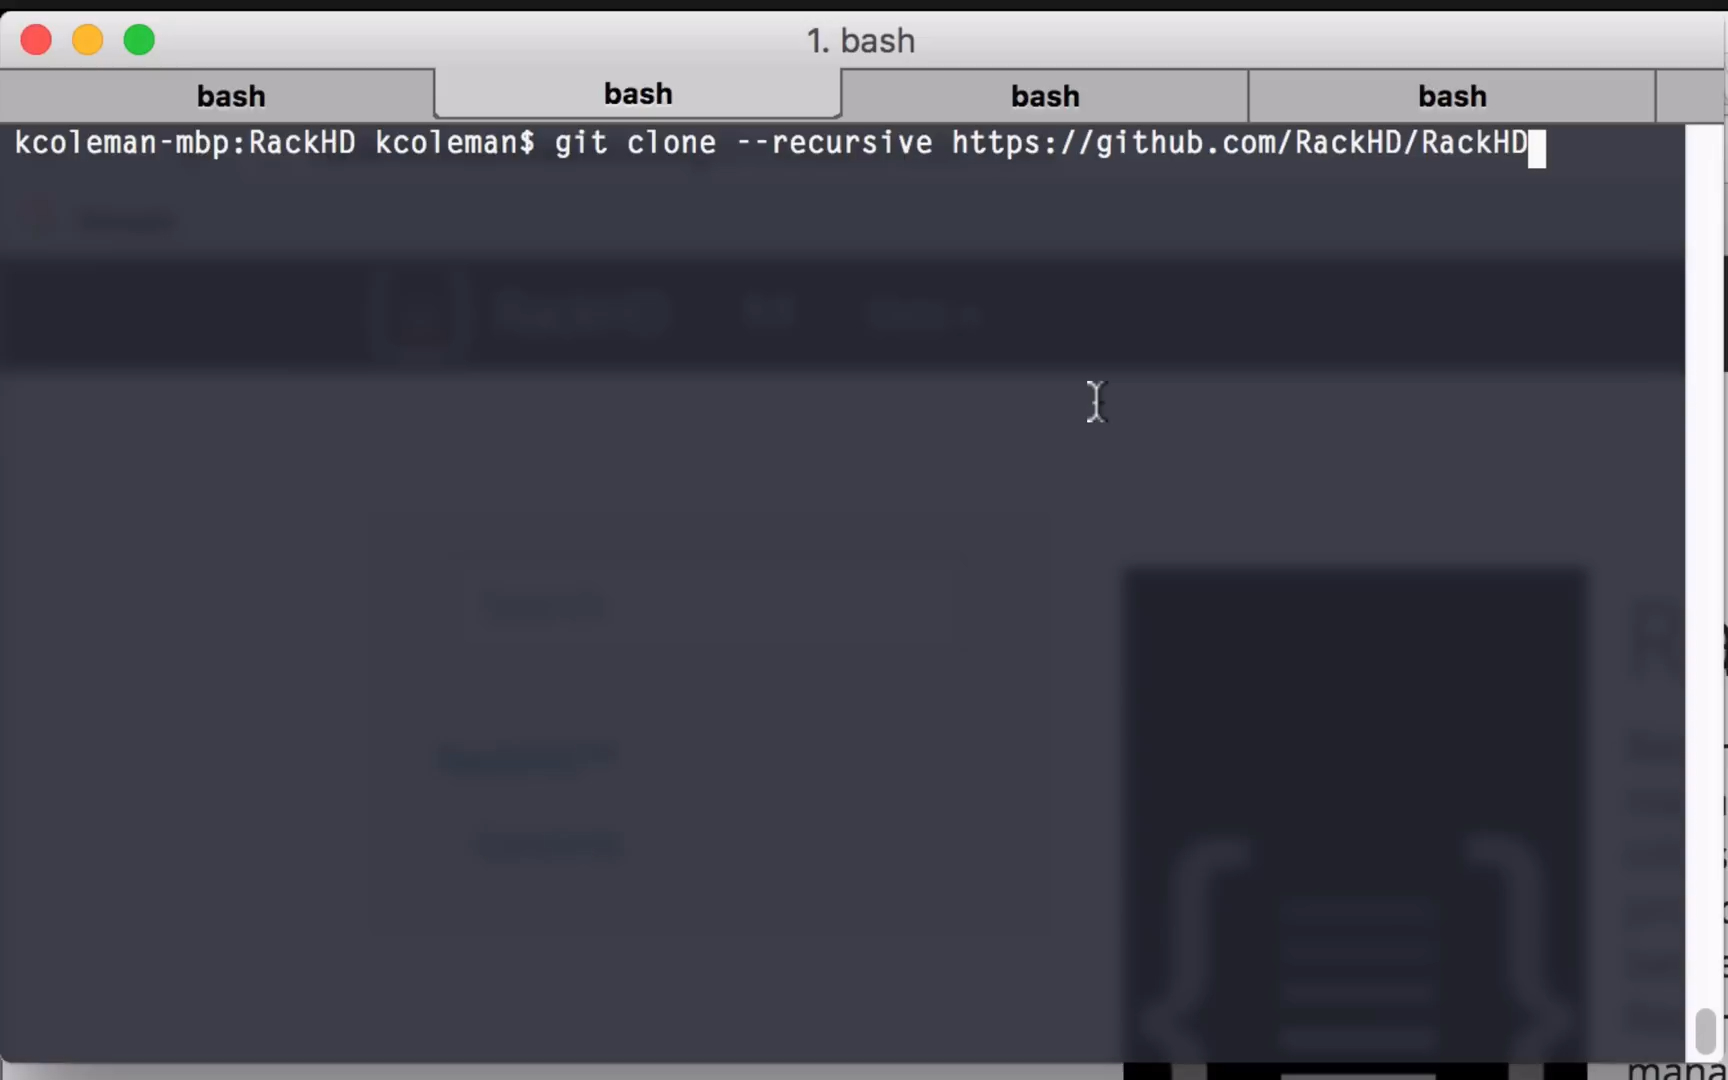 1. bash
bash
bash
bash
bash
kcoleman-mbp:RackHD kcoleman$ git clone --recursive https://github.com/RackHD/RackHD
RackHD
mana